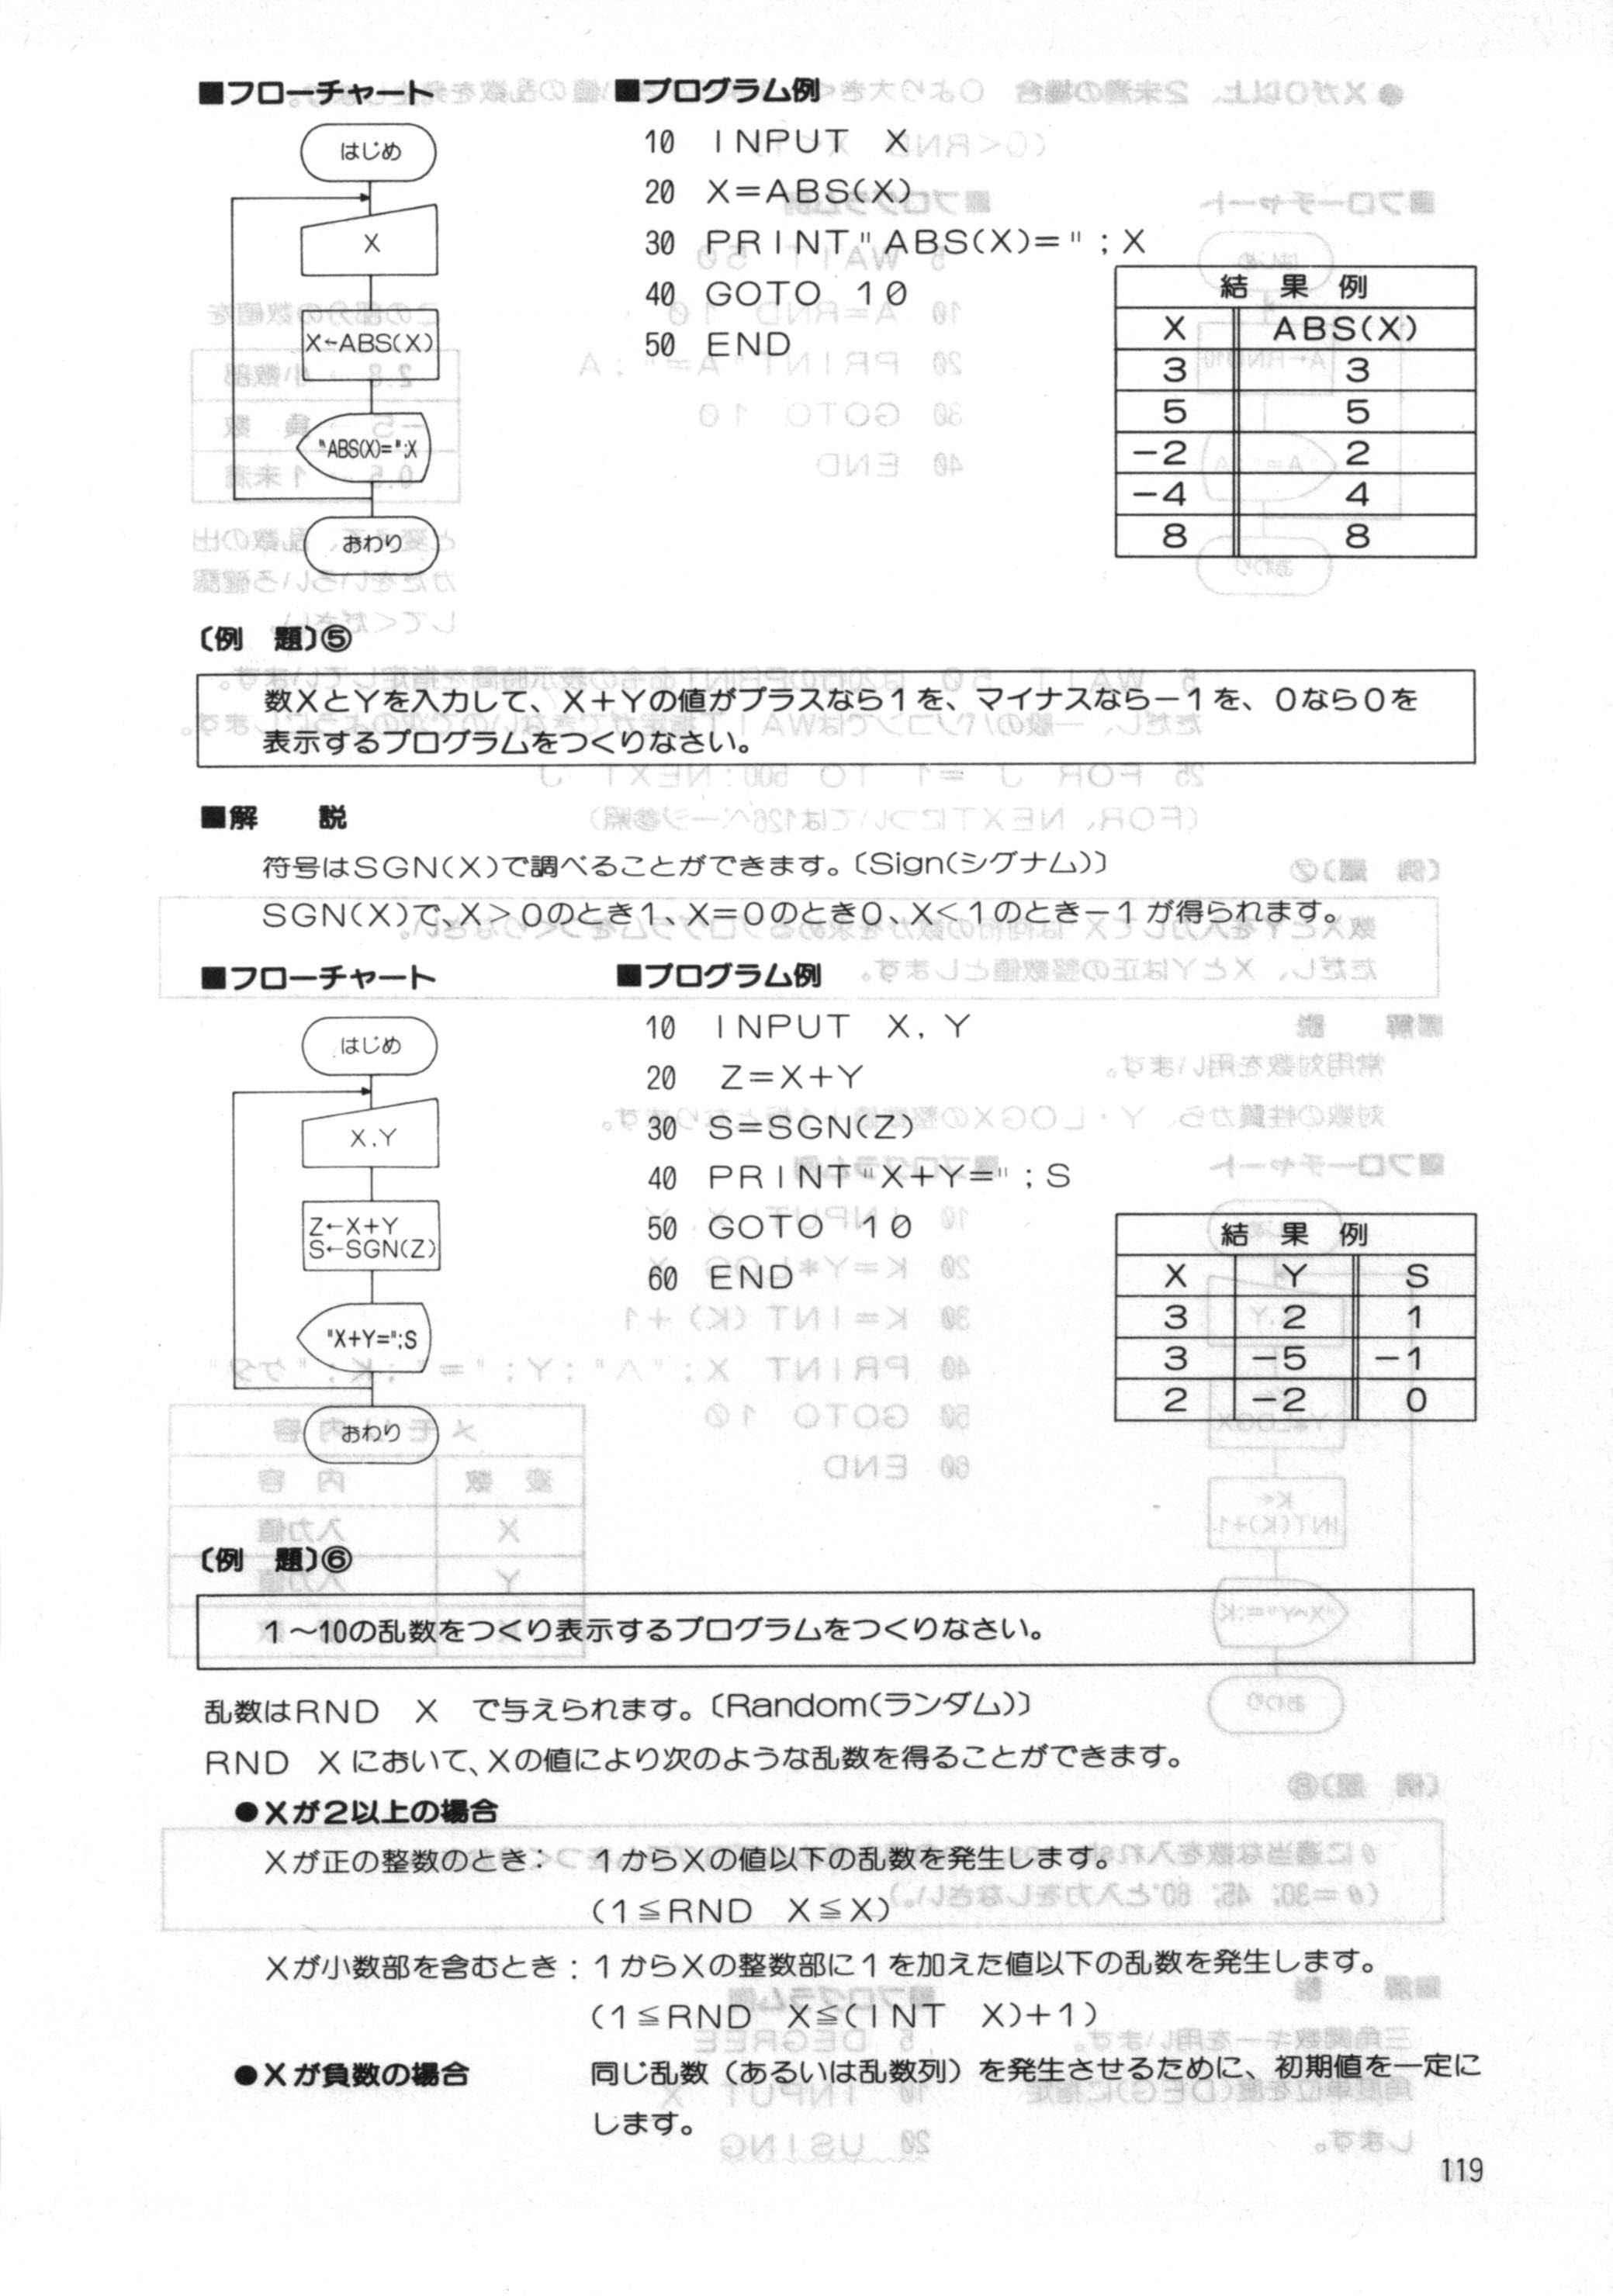 ■フローチャート
はじめ
X
X←ABS(X)
"ABS(X)=";X
おわり
■プログラム例
10 INPUT X
20 X=ABS(X)
30 PRINT"ABS(X)=";X
40 GOTO 10
50 END
結果例
X ABS(X)
3 3
5 5
−2 2
−4 4
8 8
〔例 題〕⑤
数XとYを入力して、X+Yの値がプラスなら1を、マイナスなら−1を、0なら0を
表示するプログラムをつくりなさい。
■解 説
符号はSGN(X)で調べることができます。〔Sign(シグナム)〕
SGN(X)で、X>0のとき1、X=0のとき0、X<1のとき−1が得られます。
■フローチャート
はじめ
X,Y
Z←X+Y
S←SGN(Z)
"X+Y=";S
おわり
■プログラム例
10 INPUT X,Y
20 Z=X+Y
30 S=SGN(Z)
40 PRINT"X+Y=";S
50 GOTO 10
60 END
結果例
X Y S
3 2 1
3 −5 −1
2 −2 0
〔例 題〕⑥
1〜10の乱数をつくり表示するプログラムをつくりなさい。
乱数はRND X で与えられます。〔Random(ランダム)〕
RND Xにおいて、Xの値により次のような乱数を得ることができます。
●Xが2以上の場合
Xが正の整数のとき： 1からXの値以下の乱数を発生します。
(1≦RND X≦X)
Xが小数部を含むとき：1からXの整数部に1を加えた値以下の乱数を発生します。
(1≦RND X≦(INT X)+1)
●Xが負数の場合 同じ乱数（あるいは乱数列）を発生させるために、初期値を一定に
します。
119